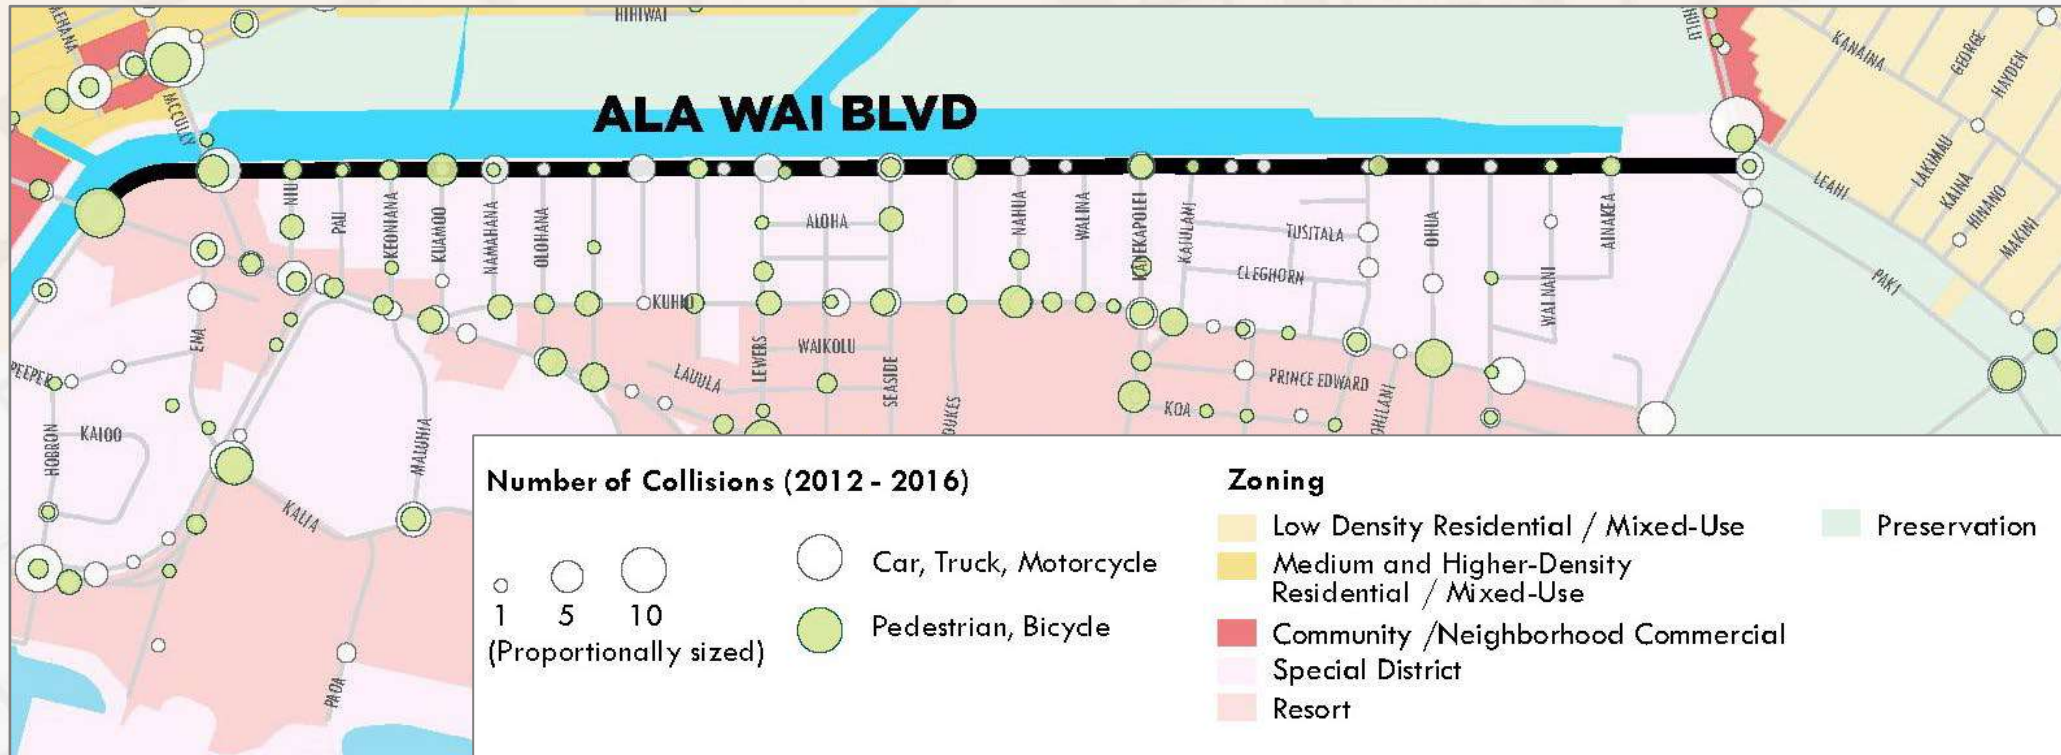 HIHIWAI
KANAINA
GEORGE
HAYDEN
MCCULLY
ALA WAI BLVD
LAKIMAU
KAINA
HINANO
MAKINI
LEAHI
PAKI
NIU
PAU
KEONIANA
KUAMOO
NAMAHANA
OLOHANA
ALOHA
NAHUA
WALINA
KANEKAPOLEI
KAIULANI
TUSITALA
CLEGHORN
OHUA
WAI NANI
AINAKEA
KUHIO
ENA
LEWERS
WAIKOLU
SEASIDE
LAUULA
DUKES
KOA
PRINCE EDWARD
HOBRON
KAIOO
MALUHIA
KALIA
PAOA
Number of Collisions (2012 - 2016)
1 5 10
(Proportionally sized)
Car, Truck, Motorcycle
Pedestrian, Bicycle
Zoning
Low Density Residential / Mixed-Use
Medium and Higher-Density
Residential / Mixed-Use
Community /Neighborhood Commercial
Special District
Resort
Preservation